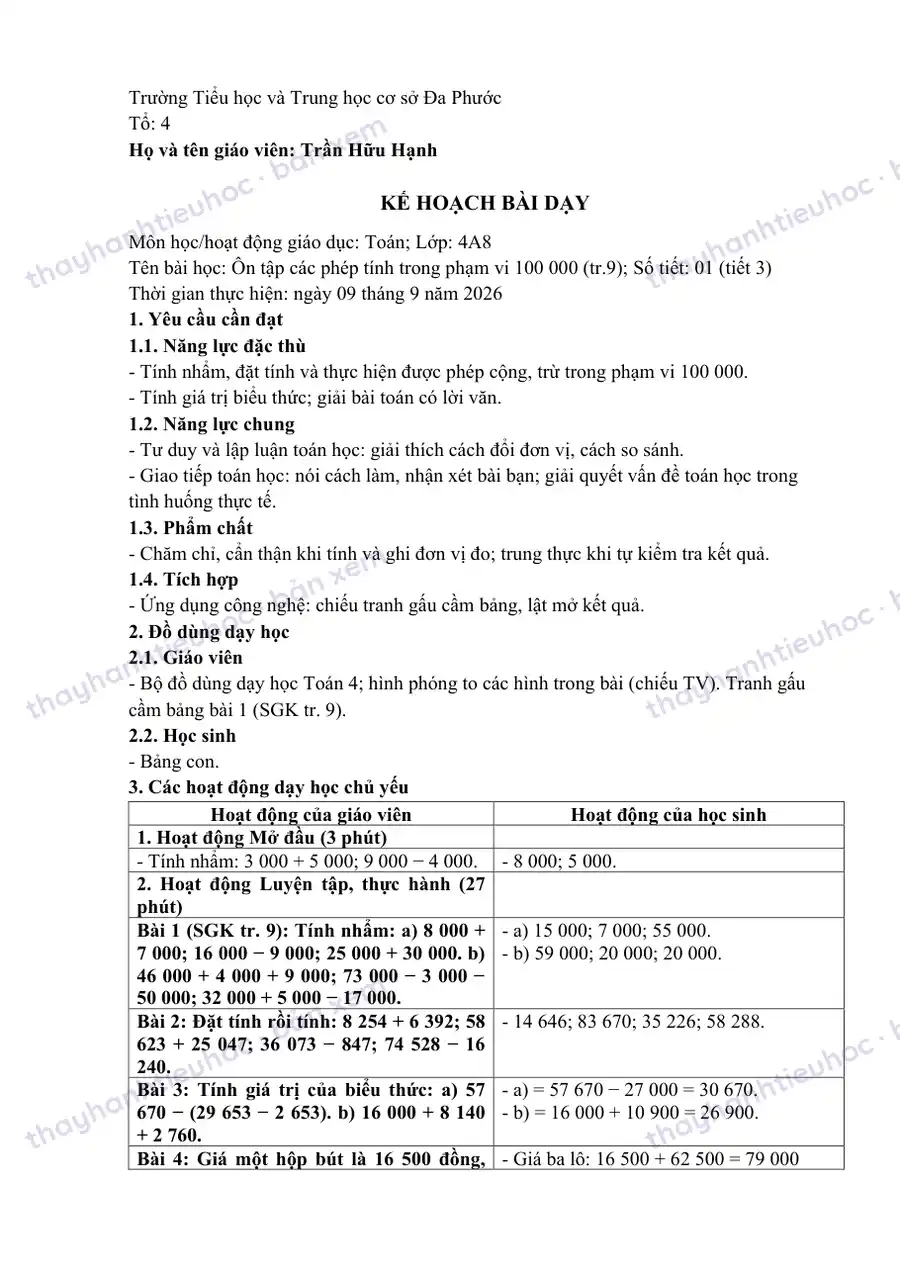 Trường Tiểu học và Trung học cơ sở Đa Phước
Tổ: 4
Họ và tên giáo viên: Trần Hữu Hạnh
KẾ HOẠCH BÀI DẠY
Môn học/hoạt động giáo dục: Toán; Lớp: 4A8
Tên bài học: Ôn tập các phép tính trong phạm vi 100 000 (tr.9); Số tiết: 01 (tiết 3)
Thời gian thực hiện: ngày 09 tháng 9 năm 2026
1. Yêu cầu cần đạt
1.1. Năng lực đặc thù
- Tính nhẩm, đặt tính và thực hiện được phép cộng, trừ trong phạm vi 100 000.
- Tính giá trị biểu thức; giải bài toán có lời văn.
1.2. Năng lực chung
- Tư duy và lập luận toán học: giải thích cách đổi đơn vị, cách so sánh.
- Giao tiếp toán học: nói cách làm, nhận xét bài bạn; giải quyết vấn đề toán học trong
tình huống thực tế.
1.3. Phẩm chất
- Chăm chỉ, cẩn thận khi tính và ghi đơn vị đo; trung thực khi tự kiểm tra kết quả.
1.4. Tích hợp
- Ứng dụng công nghệ: chiếu tranh gấu cầm bảng, lật mở kết quả.
2. Đồ dùng dạy học
2.1. Giáo viên
- Bộ đồ dùng dạy học Toán 4; hình phóng to các hình trong bài (chiếu TV). Tranh gấu
cầm bảng bài 1 (SGK tr. 9).
2.2. Học sinh
- Bảng con.
3. Các hoạt động dạy học chủ yếu
Hoạt động của giáo viên
Hoạt động của học sinh
1. Hoạt động Mở đầu (3 phút)
- Tính nhẩm: 3 000 + 5 000; 9 000 − 4 000.
- 8 000; 5 000.
2. Hoạt động Luyện tập, thực hành (27
phút)
Bài 1 (SGK tr. 9): Tính nhẩm: a) 8 000 +
7 000; 16 000 − 9 000; 25 000 + 30 000. b)
46 000 + 4 000 + 9 000; 73 000 − 3 000 −
50 000; 32 000 + 5 000 − 17 000.
- a) 15 000; 7 000; 55 000.
- b) 59 000; 20 000; 20 000.
Bài 2: Đặt tính rồi tính: 8 254 + 6 392; 58
623 + 25 047; 36 073 − 847; 74 528 − 16
240.
- 14 646; 83 670; 35 226; 58 288.
Bài 3: Tính giá trị của biểu thức: a) 57
670 − (29 653 − 2 653). b) 16 000 + 8 140
+ 2 760.
- a) = 57 670 − 27 000 = 30 670.
- b) = 16 000 + 10 900 = 26 900.
Bài 4: Giá một hộp bút là 16 500 đồng,
- Giá ba lô: 16 500 + 62 500 = 79 000
thayhanhtieuhoc · bản xem
thayhanhtieuhoc · b
thayhanhtieuhoc · bản xem
thayhanhtieuhoc · b
thayhanhtieuhoc · bản xem
thayhanhtieuhoc · b